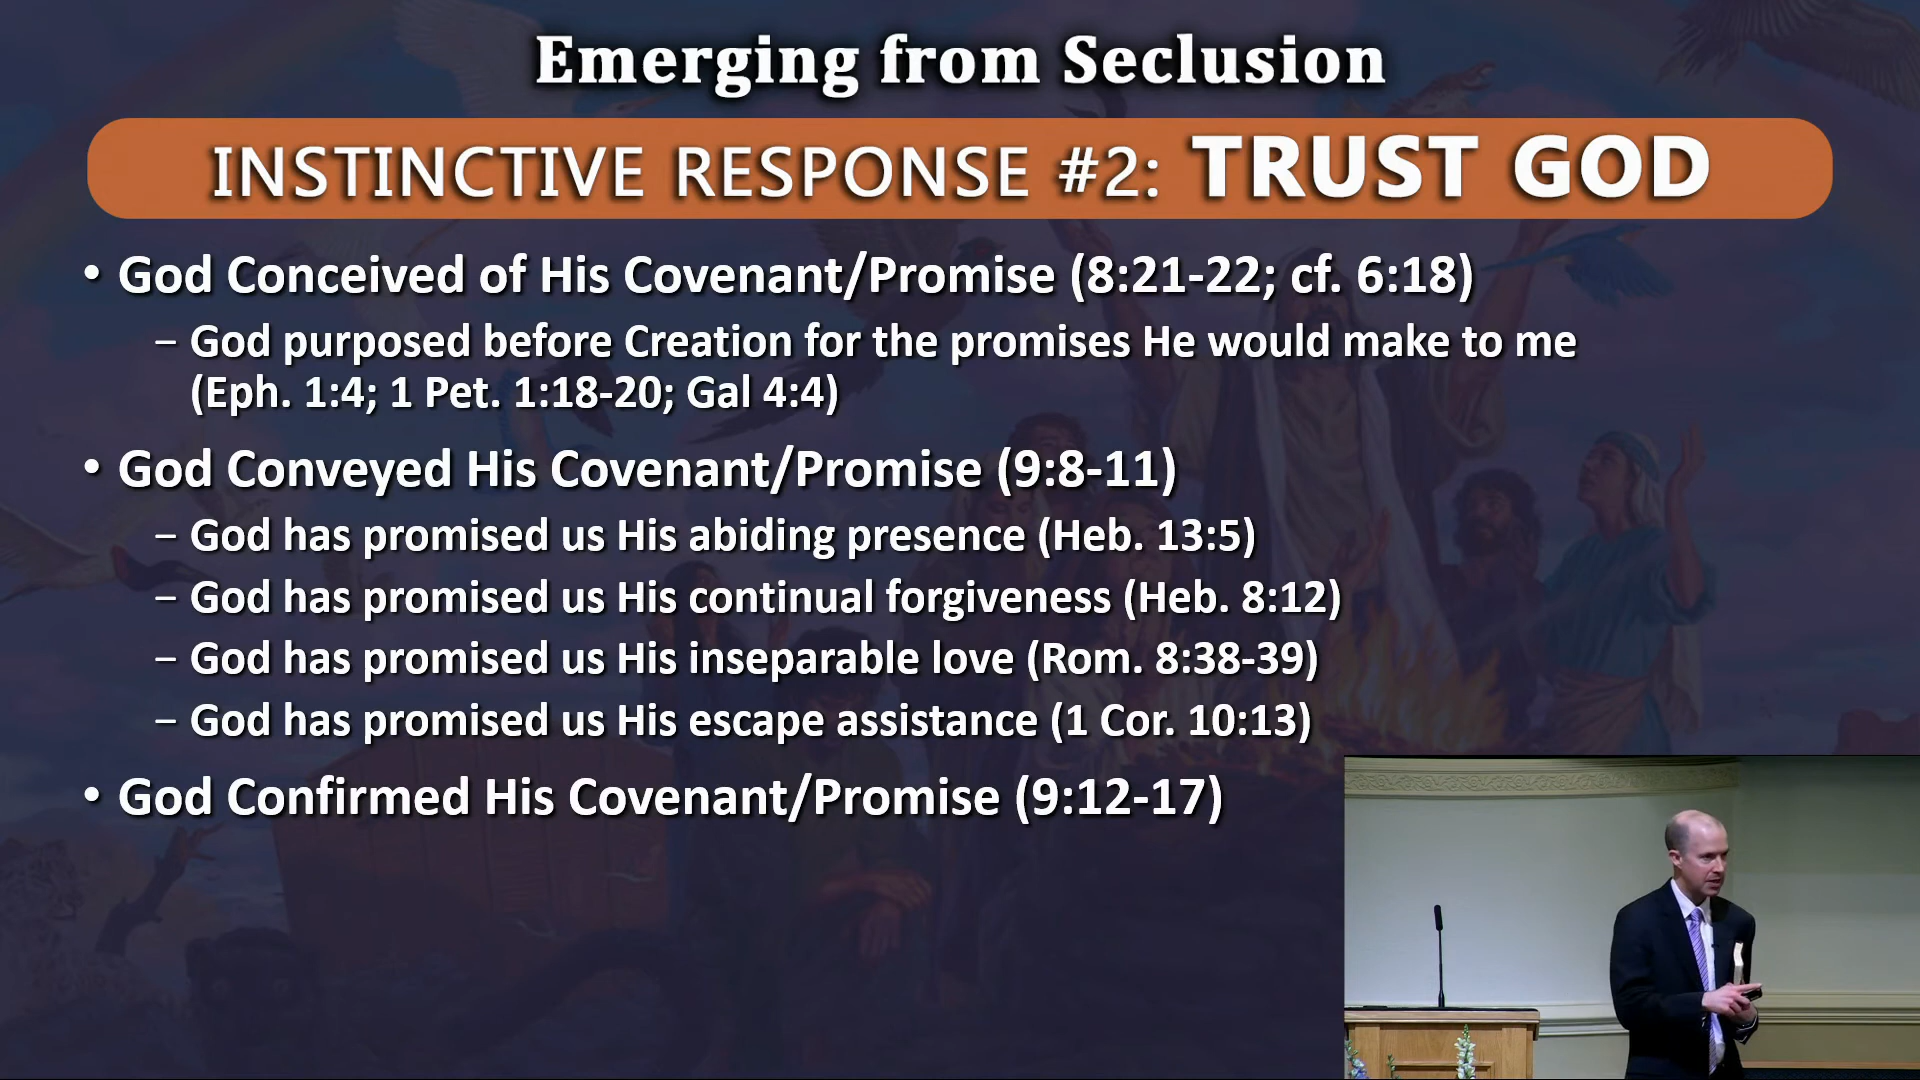 Emerging from Seclusion
INSTINCTIVE RESPONSE #2: TRUST GOD
• God Conceived of His Covenant/Promise (8:21-22; cf. 6:18)
– God purposed before Creation for the promises He would make to me
(Eph. 1:4; 1 Pet. 1:18-20; Gal 4:4)
• God Conveyed His Covenant/Promise (9:8-11)
– God has promised us His abiding presence (Heb. 13:5)
– God has promised us His continual forgiveness (Heb. 8:12)
– God has promised us His inseparable love (Rom. 8:38-39)
– God has promised us His escape assistance (1 Cor. 10:13)
• God Confirmed His Covenant/Promise (9:12-17)